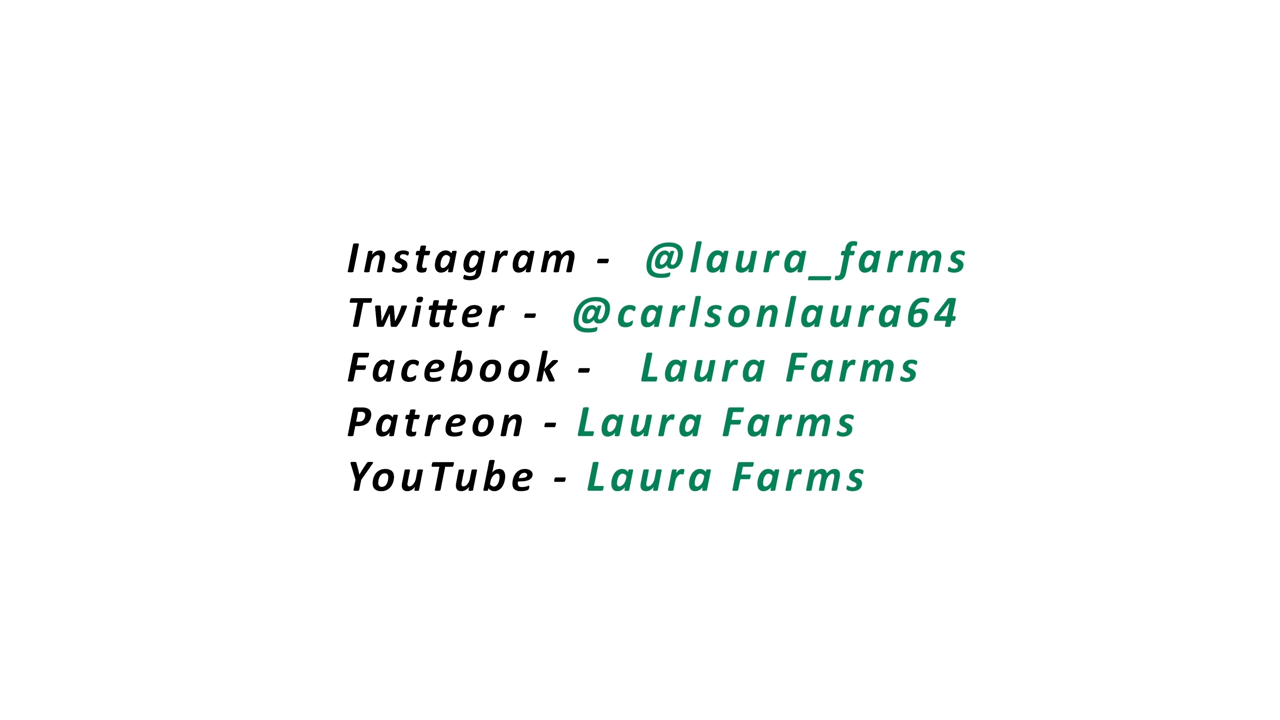 Instagram - @laura_farms
Twitter - @carlsonlaura64
Facebook - Laura Farms
Patreon - Laura Farms
YouTube - Laura Farms